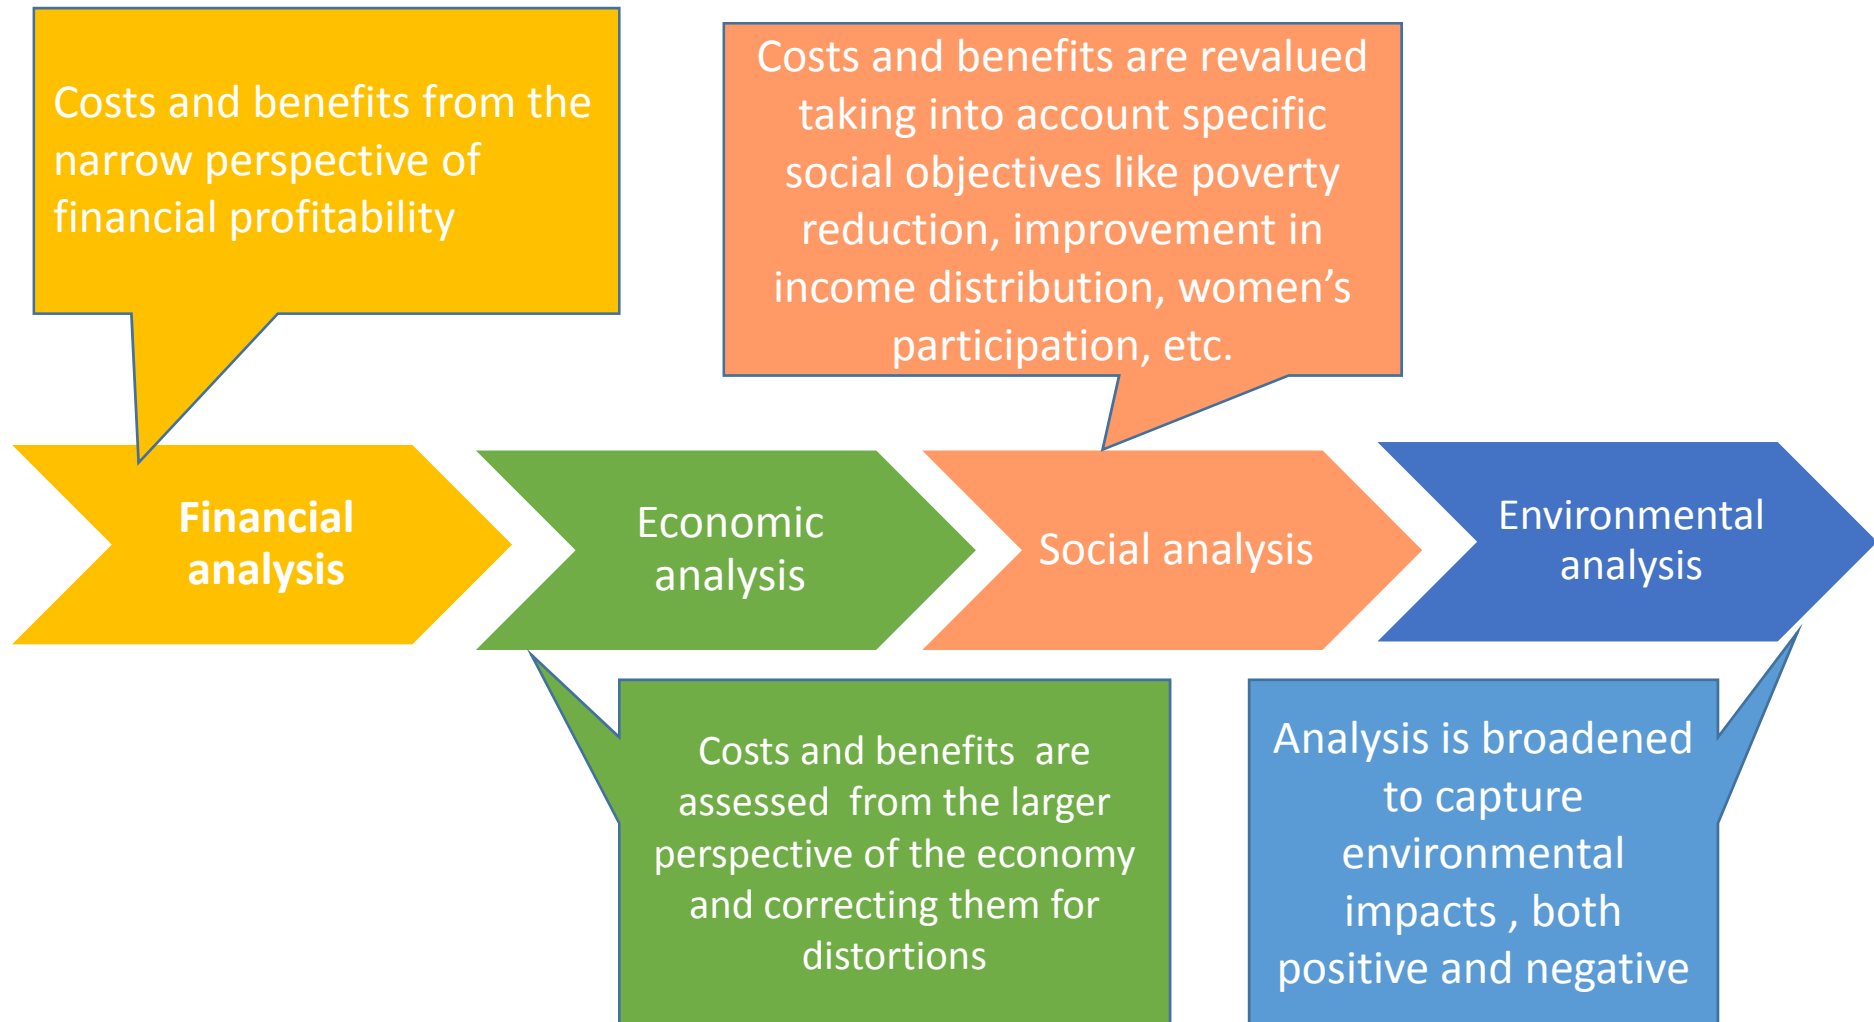 Costs and benefits from the
narrow perspective of
financial profitability
Costs and benefits are revalued
taking into account specific
social objectives like poverty
reduction, improvement in
income distribution, women’s
participation, etc.
Financial
analysis
Economic
analysis
Social analysis
Environmental
analysis
Costs and benefits are
assessed from the larger
perspective of the economy
and correcting them for
distortions
Analysis is broadened
to capture
environmental
impacts , both
positive and negative